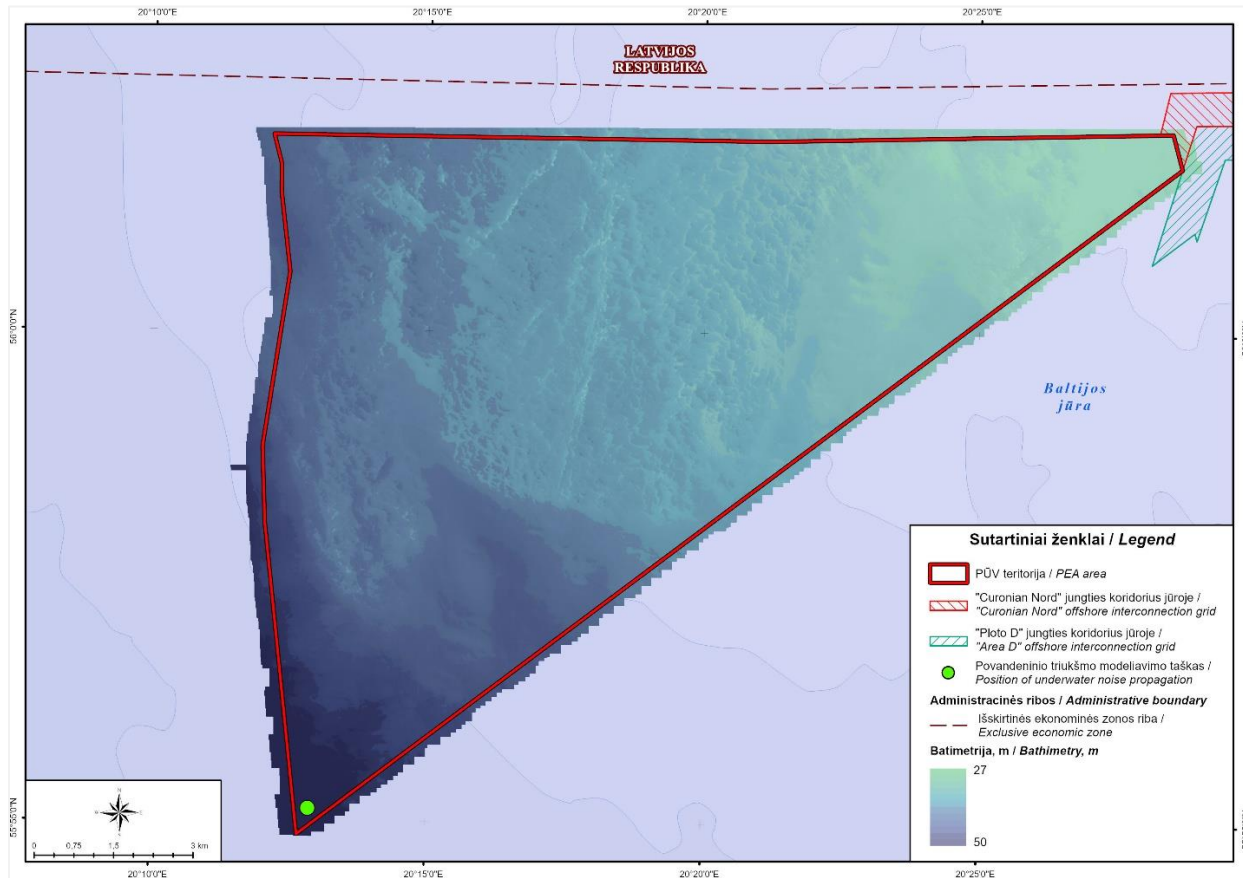 20°10'0"E
20°15'0"E
20°20'0"E
20°25'0"E
LATVIJOS
RESPUBLIKA
56°0'0"N
Baltijos
jūra
Sutartiniai ženklai / Legend
PŪV teritorija / PEA area
"Curonian Nord" jungties koridorius jūroje /
"Curonian Nord" offshore interconnection grid
"Ploto D" jungties koridorius jūroje /
"Area D" offshore interconnection grid
Povandeninio triukšmo modeliavimo taškas /
Position of underwater noise propagation
Administracinės ribos / Administrative boundary
Išskirtinės ekonominės zonos riba /
Exclusive economic zone
Batimetrija, m / Bathimetry, m
27
50
N
S
0 0,75 1,5 3 km
55°55'0"N
20°10'0"E
20°15'0"E
20°20'0"E
20°25'0"E